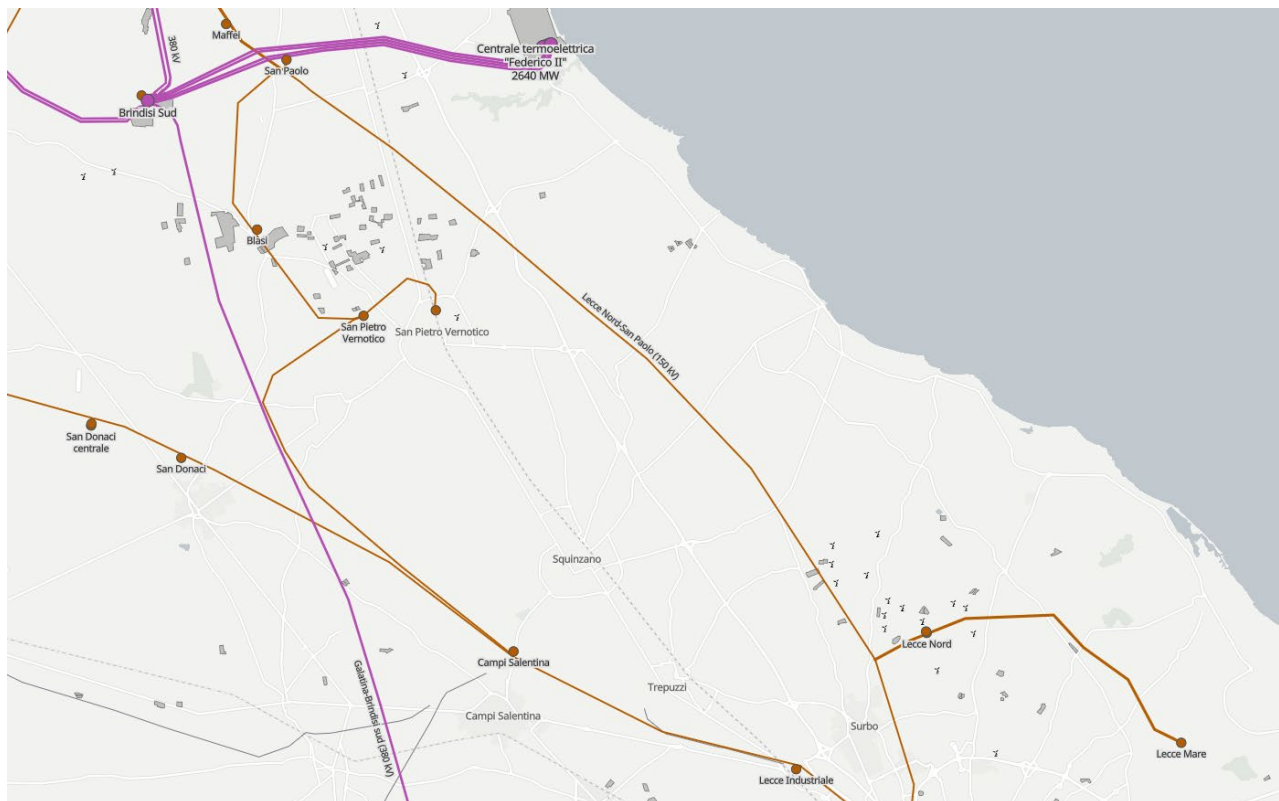 Maffei
380 kV
San Paolo
Centrale termoelettrica
"Federico II"
2640 MW
Brindisi Sud
Blasi
San Pietro
Vernotico
San Pietro Vernotico
Lecce Nord-San Paolo (150 kV)
San Donaci
centrale
San Donaci
Squinzano
Lecce Nord
Campi Salentina
Galatina-Brindisi sud (380 kV)
Trepuzzi
Campi Salentina
Surbo
Lecce Mare
Lecce Industriale